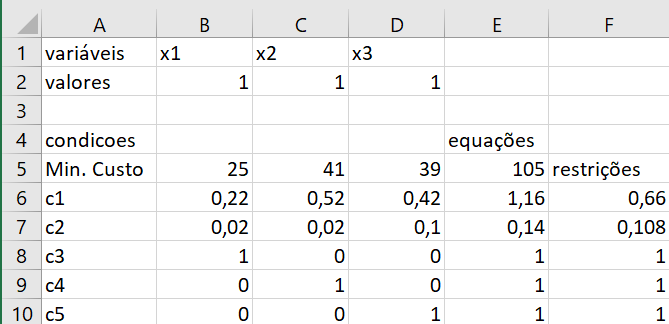 A B C D E F
1 variáveis x1 x2 x3
2 valores 1 1 1
3
4 condicoes equações
5 Min. Custo 25 41 39 105 restrições
6 c1 0,22 0,52 0,42 1,16 0,66
7 c2 0,02 0,02 0,1 0,14 0,108
8 c3 1 0 0 1 1
9 c4 0 1 0 1 1
10 c5 0 0 1 1 1